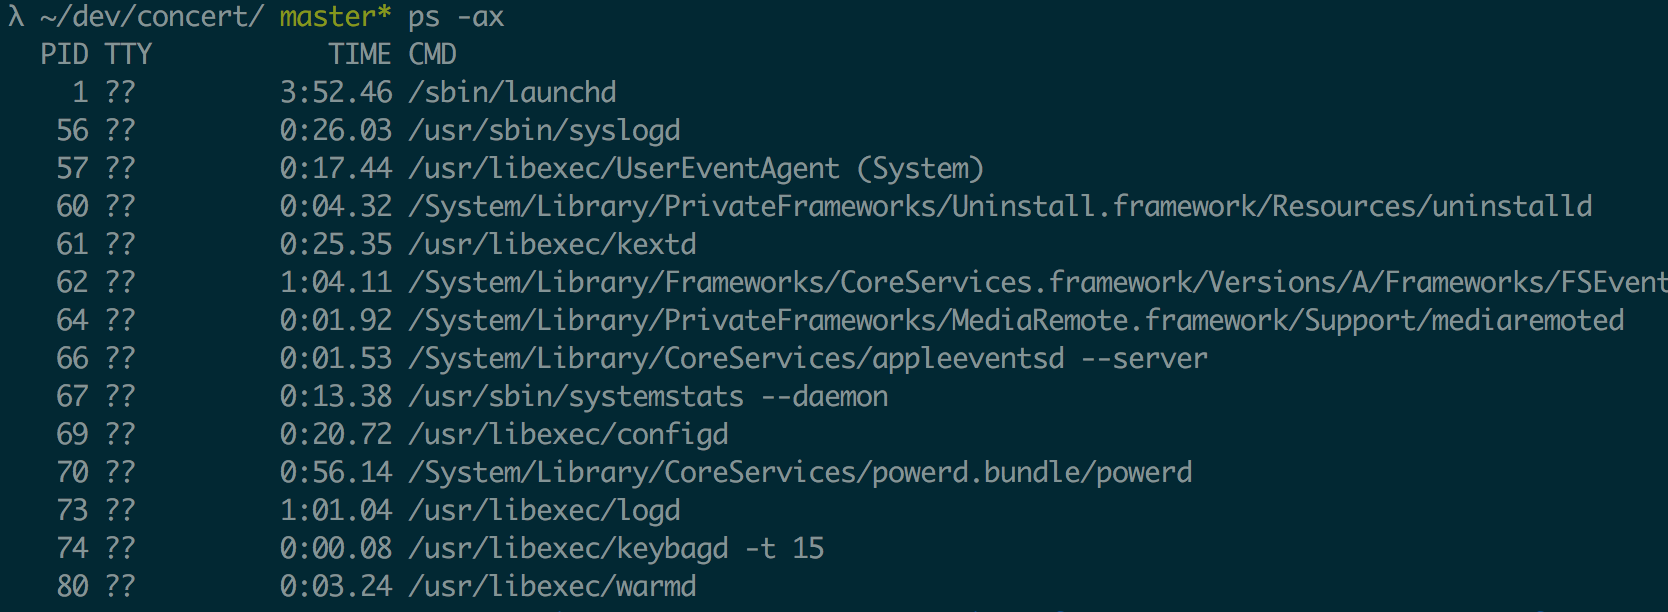 λ ~/dev/concert/ master* ps -ax
PID TTY TIME CMD
1 ?? 3:52.46 /sbin/launchd
56 ?? 0:26.03 /usr/sbin/syslogd
57 ?? 0:17.44 /usr/libexec/UserEventAgent (System)
60 ?? 0:04.32 /System/Library/PrivateFrameworks/Uninstall.framework/Resources/uninstalld
61 ?? 0:25.35 /usr/libexec/kextd
62 ?? 1:04.11 /System/Library/Frameworks/CoreServices.framework/Versions/A/Frameworks/FSEvent
64 ?? 0:01.92 /System/Library/PrivateFrameworks/MediaRemote.framework/Support/mediaremoted
66 ?? 0:01.53 /System/Library/CoreServices/appleeventsd --server
67 ?? 0:13.38 /usr/sbin/systemstats --daemon
69 ?? 0:20.72 /usr/libexec/configd
70 ?? 0:56.14 /System/Library/CoreServices/powerd.bundle/powerd
73 ?? 1:01.04 /usr/libexec/logd
74 ?? 0:00.08 /usr/libexec/keybagd -t 15
80 ?? 0:03.24 /usr/libexec/warmd